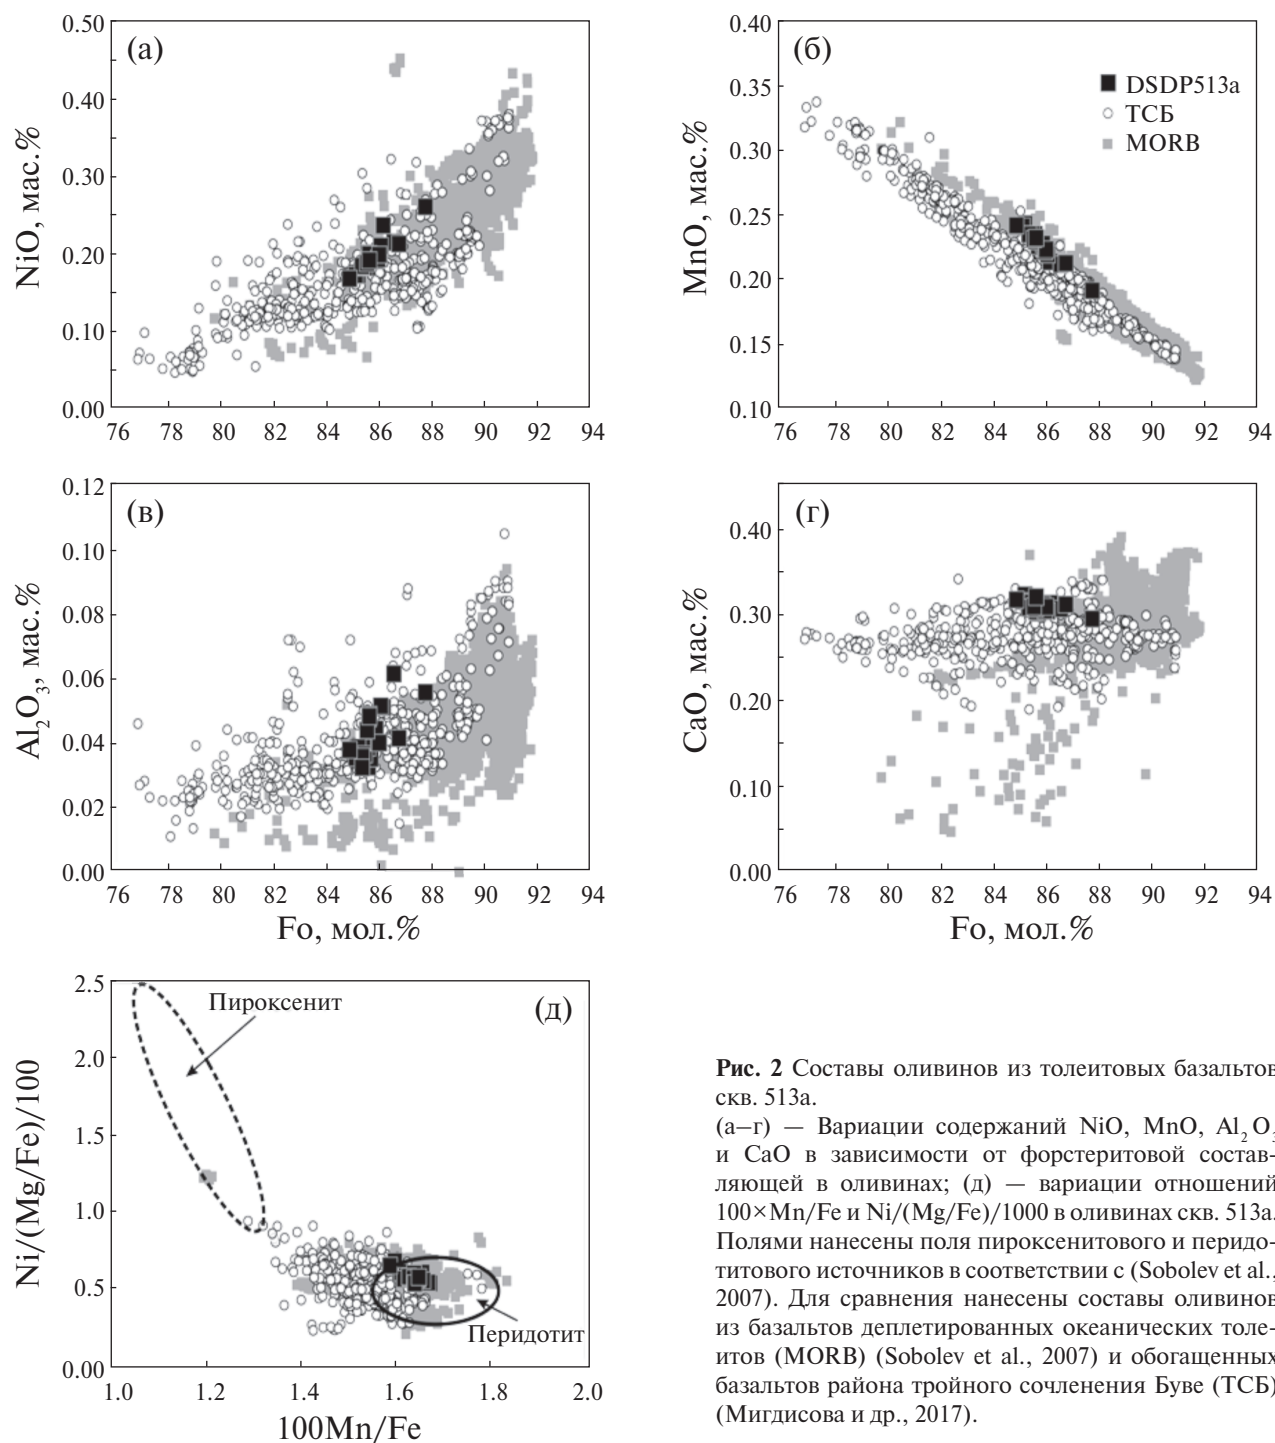 0.50
0.40
0.30
0.20
0.10
0.00
NiO, мас.%
(а)
76 78 80 82 84 86 88 90 92 94
0.40
0.35
0.30
0.25
0.20
0.15
0.10
MnO, мас.%
(б)
DSDP513a
ТСБ
MORB
76 78 80 82 84 86 88 90 92 94
0.12
0.10
0.08
0.06
0.04
0.02
0.00
Al₂O₃, мас.%
(в)
76 78 80 82 84 86 88 90 92 94
Fo, мол.%
0.40
0.30
0.20
0.10
0.00
CaO, мас.%
(г)
76 78 80 82 84 86 88 90 92 94
Fo, мол.%
2.5
2.0
1.5
1.0
0.5
0.00
Ni/(Mg/Fe)/100
Пироксенит
(д)
Перидотит
1.0 1.2 1.4 1.6 1.8 2.0
100Mn/Fe
Рис. 2 Составы оливинов из толеитовых базальтов
скв. 513а.
(а–г) — Вариации содержаний NiO, MnO, Al₂O₃
и CaO в зависимости от форстеритовой состав-
ляющей в оливинах; (д) — вариации отношений
100×Mn/Fe и Ni/(Mg/Fe)/1000 в оливинах скв. 513а.
Полями нанесены поля пироксенитового и перидо-
титового источников в соответствии с (Sobolev et al.,
2007). Для сравнения нанесены составы оливинов
из базальтов деплетированных океанических толе-
итов (MORB) (Sobolev et al., 2007) и обогащенных
базальтов района тройного сочленения Буве (ТСБ)
(Мигдисова и др., 2017).